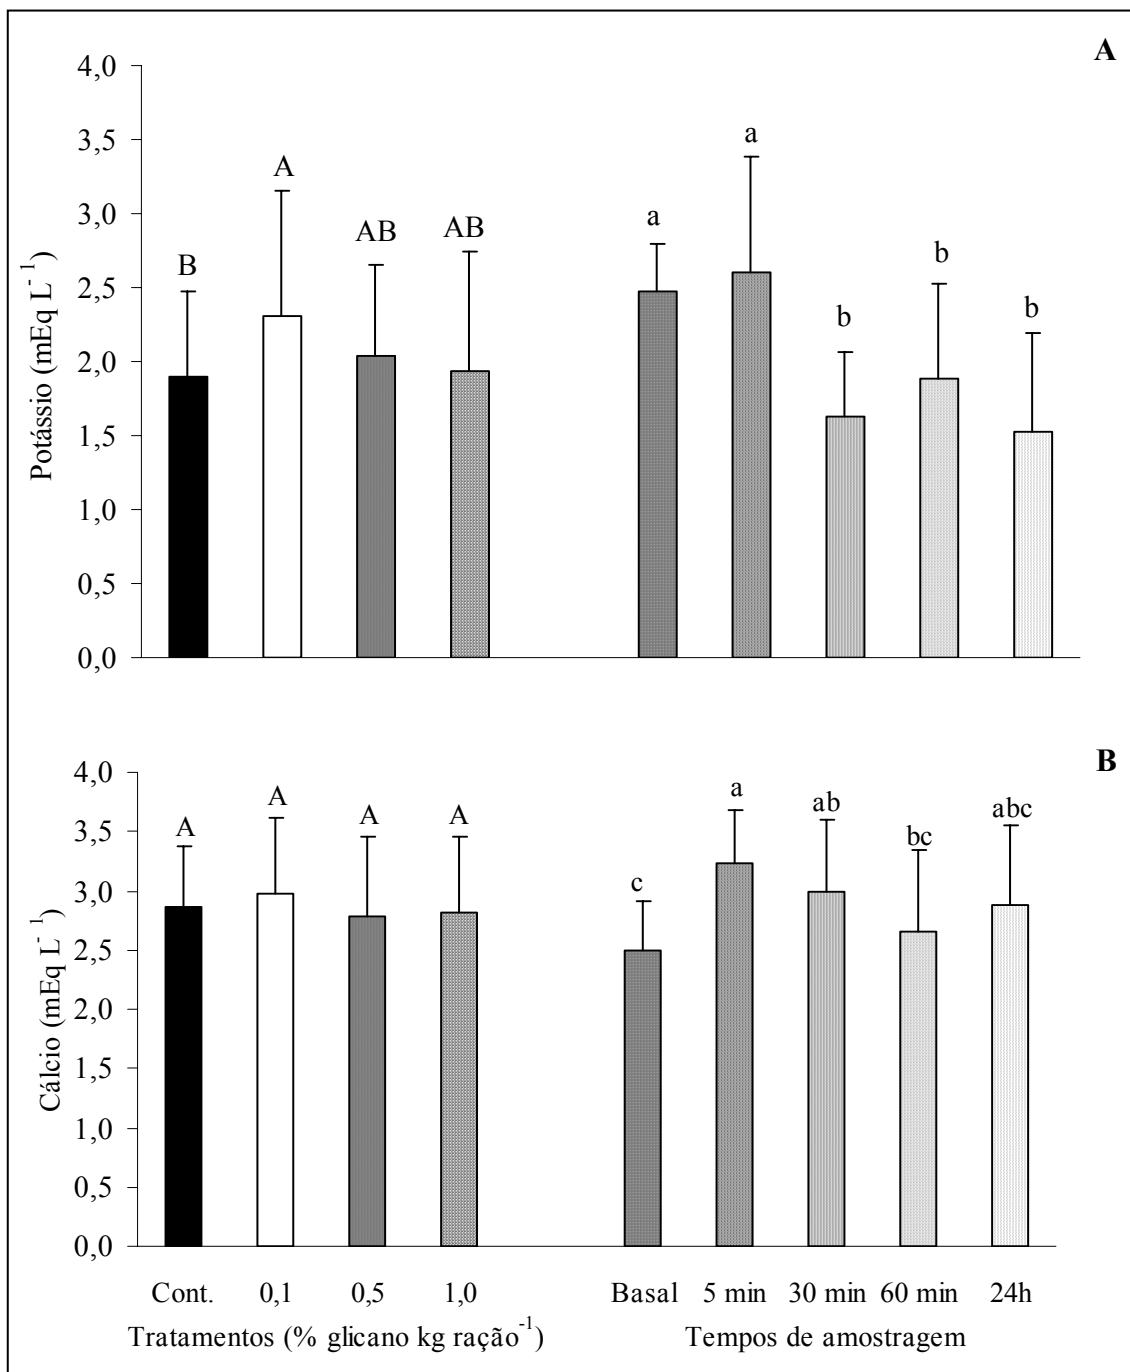 A
Potássio (mEq L⁻¹)
4,0
3,5
3,0
2,5
2,0
1,5
1,0
0,5
0,0
B
A
AB
AB
a
a
b
b
b
B
Cálcio (mEq L⁻¹)
4,0
3,5
3,0
2,5
2,0
1,5
1,0
0,5
0,0
A
A
A
A
c
a
ab
bc
abc
Cont. 0,1 0,5 1,0 Basal 5 min 30 min 60 min 24h
Tratamentos (% glicano kg ração⁻¹) Tempos de amostragem